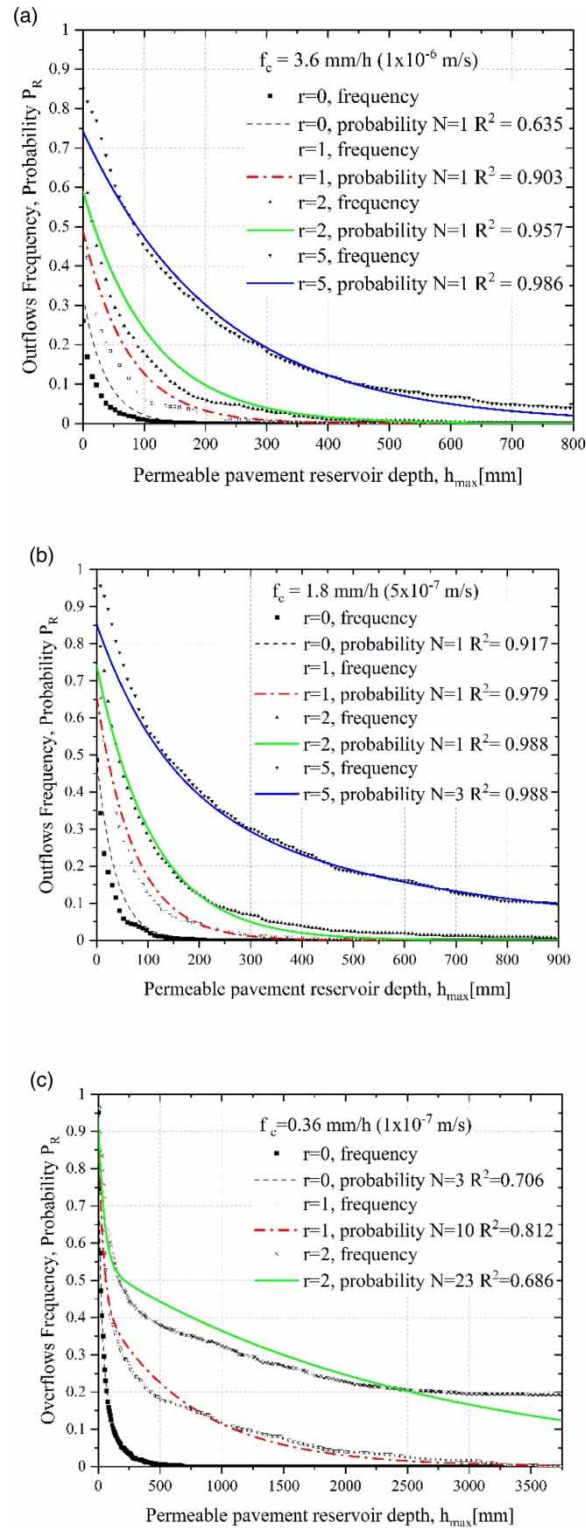 (a)
f_c = 3.6 mm/h (1x10^-6 m/s)
r=0, frequency
r=0, probability N=1 R² = 0.635
r=1, frequency
r=1, probability N=1 R² = 0.903
r=2, frequency
r=2, probability N=1 R² = 0.957
r=5, frequency
r=5, probability N=1 R² = 0.986
Outflows Frequency, Probability P_R
1
0.9
0.8
0.7
0.6
0.5
0.4
0.3
0.2
0.1
0
0 100 200 300 400 500 600 700 800
Permeable pavement reservoir depth, h_max[mm]
(b)
f_c = 1.8 mm/h (5x10^-7 m/s)
r=0, frequency
r=0, probability N=1 R²= 0.917
r=1, frequency
r=1, probability N=1 R²= 0.979
r=2, frequency
r=2, probability N=1 R²= 0.988
r=5, frequency
r=5, probability N=3 R²= 0.988
Outflows Frequency, Probability P_R
1
0.9
0.8
0.7
0.6
0.5
0.4
0.3
0.2
0.1
0
0 100 200 300 400 500 600 700 800 900
Permeable pavement reservoir depth, h_max[mm]
(c)
f_c=0.36 mm/h (1x10^-7 m/s)
r=0, frequency
r=0, probability N=3 R²=0.706
r=1, frequency
r=1, probability N=10 R²=0.812
r=2, frequency
r=2, probability N=23 R²=0.686
Overflows Frequency, Probability P_R
1
0.9
0.8
0.7
0.6
0.5
0.4
0.3
0.2
0.1
0
0 500 1000 1500 2000 2500 3000 3500
Permeable pavement reservoir depth, h_max[mm]